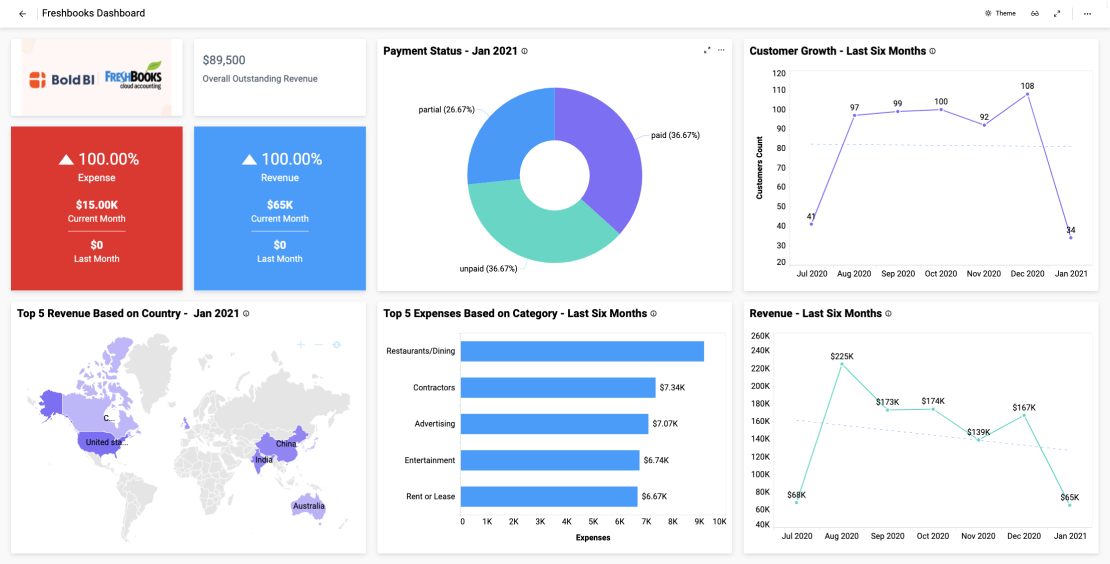 Freshbooks Dashboard
Theme
Bold BI
FRESHBOOKS
cloud accounting
$89,500
Overall Outstanding Revenue
100.00%
Expense
$15.00K
Current Month
$0
Last Month
100.00%
Revenue
$65K
Current Month
$0
Last Month
Payment Status - Jan 2021
partial (26.67%)
paid (36.67%)
unpaid (36.67%)
Customer Growth - Last Six Months
Customers Count
120
110
100
90
80
70
60
50
40
30
20
41
97
99
100
92
108
34
Jul 2020
Aug 2020
Sep 2020
Oct 2020
Nov 2020
Dec 2020
Jan 2021
Top 5 Revenue Based on Country - Jan 2021
C...
United sta...
China
India
Australia
Top 5 Expenses Based on Category - Last Six Months
Restaurants/Dining
Contractors
$7.34K
Advertising
$7.07K
Entertainment
$6.74K
Rent or Lease
$6.67K
0
1K
2K
3K
4K
5K
6K
7K
8K
9K
10K
Expenses
Revenue - Last Six Months
260K
240K
220K
200K
180K
160K
140K
120K
100K
80K
60K
40K
$68K
$225K
$173K
$174K
$139K
$167K
$65K
Jul 2020
Aug 2020
Sep 2020
Oct 2020
Nov 2020
Dec 2020
Jan 2021